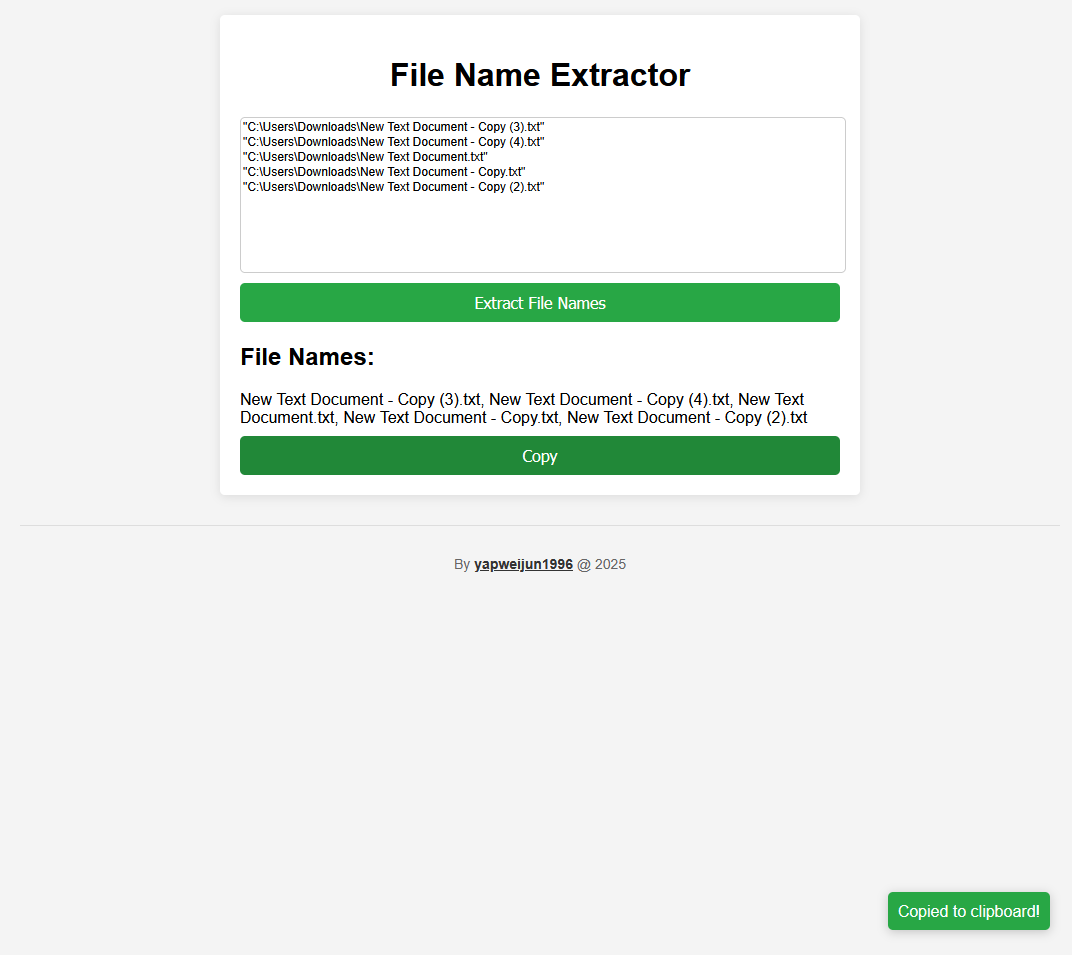 File Name Extractor
"C:\Users\Downloads\New Text Document - Copy (3).txt"
"C:\Users\Downloads\New Text Document - Copy (4).txt"
"C:\Users\Downloads\New Text Document.txt"
"C:\Users\Downloads\New Text Document - Copy.txt"
"C:\Users\Downloads\New Text Document - Copy (2).txt"
Extract File Names
File Names:
New Text Document - Copy (3).txt, New Text Document - Copy (4).txt, New Text
Document.txt, New Text Document - Copy.txt, New Text Document - Copy (2).txt
Copy
By yapweijun1996 @ 2025
Copied to clipboard!